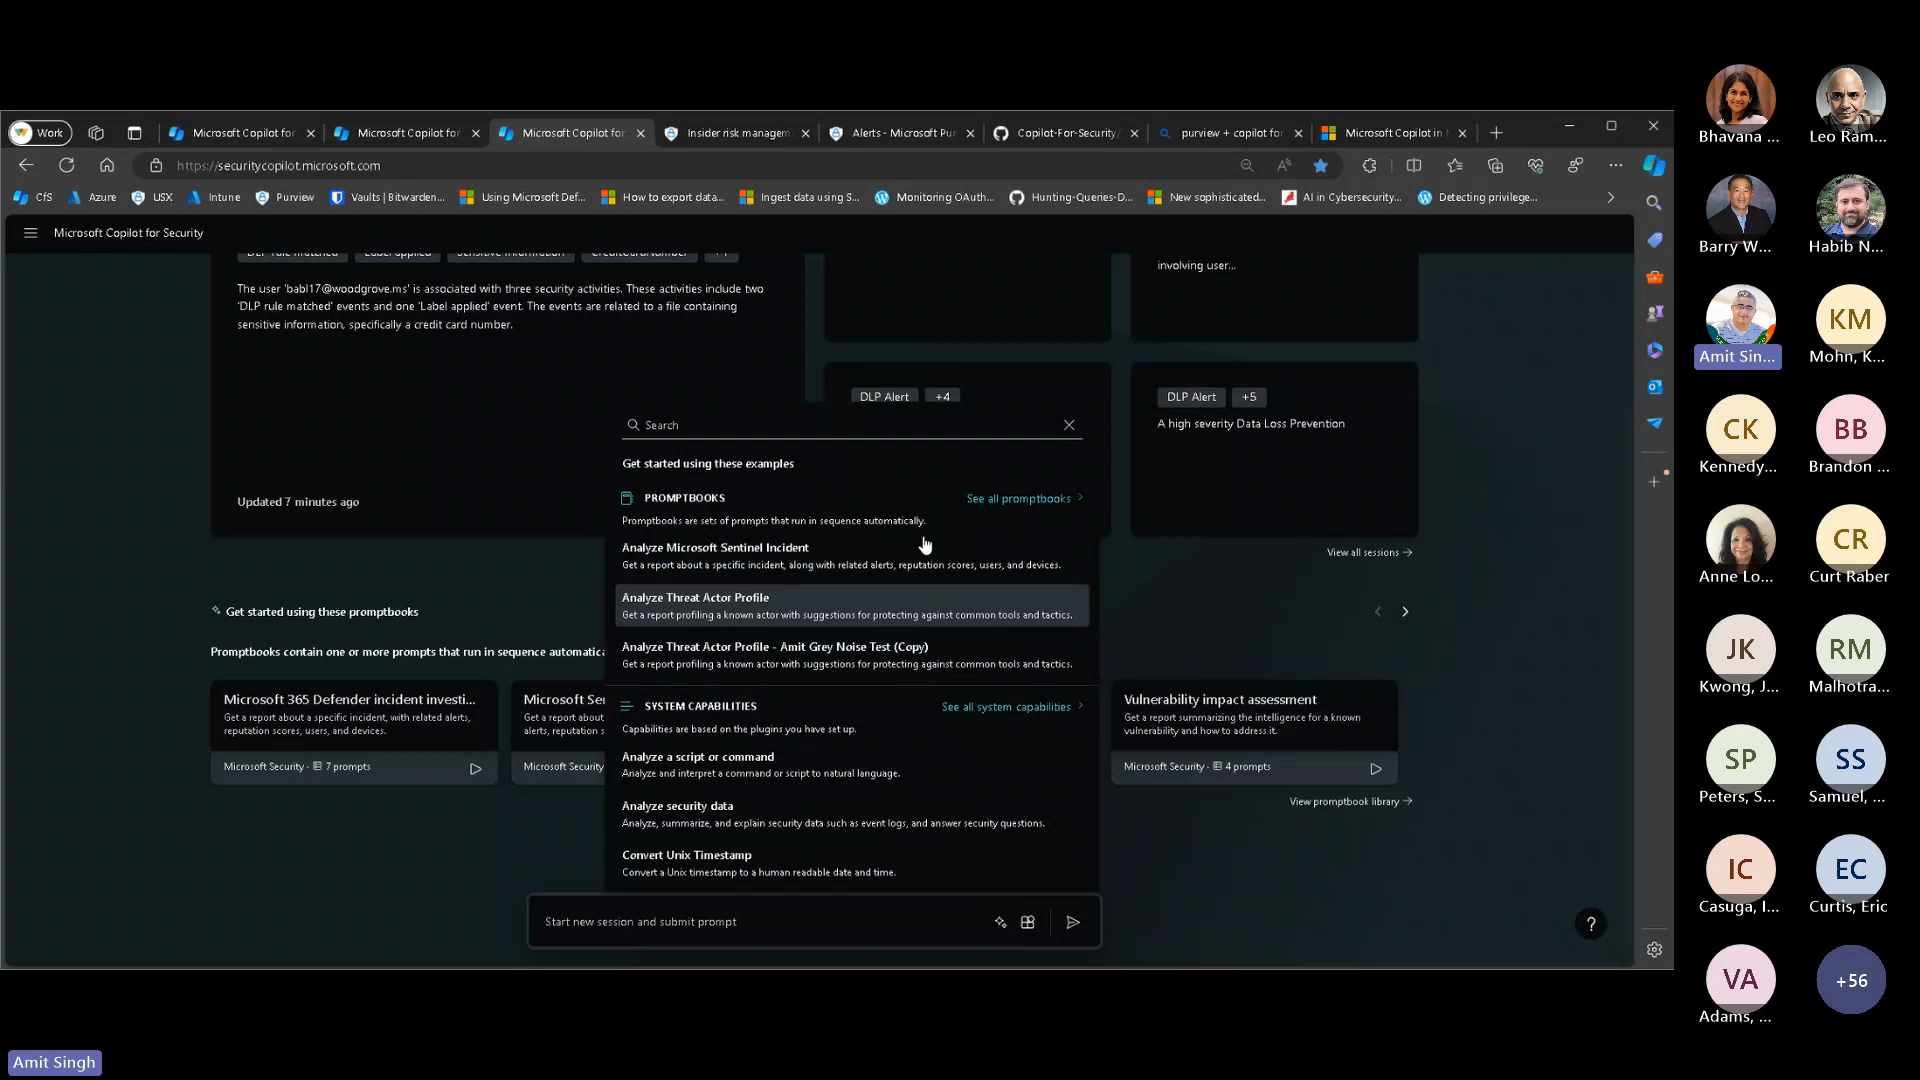 Work
Microsoft Copilot for
Microsoft Copilot for
Microsoft Copilot for
Insider risk managem
Alerts - Microsoft Pur
Copilot-For-Security/
purview + copilot for
Microsoft Copilot in
https://securitycopilot.microsoft.com
CfS
Azure
USX
Intune
Purview
Vaults | Bitwarden...
Using Microsoft Def...
How to export data...
Ingest data using S...
Monitoring OAuth...
Hunting-Queries-D...
New sophisticated...
AI in Cybersecurity...
Detecting privilege...
Microsoft Copilot for Security
DLP rule matched
Label applied
Sensitive information
CreditCardNumber
The user 'babl17@woodgrove.ms' is associated with three security activities. These activities include two
'DLP rule matched' events and one 'Label applied' event. The events are related to a file containing
sensitive information, specifically a credit card number.
Updated 7 minutes ago
involving user...
DLP Alert
+4
DLP Alert
+5
A high severity Data Loss Prevention
View all sessions
Search
Get started using these examples
PROMPTBOOKS
See all promptbooks
Promptbooks are sets of prompts that run in sequence automatically.
Analyze Microsoft Sentinel Incident
Get a report about a specific incident, along with related alerts, reputation scores, users, and devices.
Analyze Threat Actor Profile
Get a report profiling a known actor with suggestions for protecting against common tools and tactics.
Analyze Threat Actor Profile - Amit Grey Noise Test (Copy)
Get a report profiling a known actor with suggestions for protecting against common tools and tactics.
SYSTEM CAPABILITIES
See all system capabilities
Capabilities are based on the plugins you have set up.
Analyze a script or command
Analyze and interpret a command or script to natural language.
Analyze security data
Analyze, summarize, and explain security data such as event logs, and answer security questions.
Convert Unix Timestamp
Convert a Unix timestamp to a human readable date and time.
Start new session and submit prompt
Get started using these promptbooks
Promptbooks contain one or more prompts that run in sequence automatica
Microsoft 365 Defender incident investi...
Get a report about a specific incident, with related alerts,
reputation scores, users, and devices.
Microsoft Security · 7 prompts
Microsoft Se
Get a report abou
alerts, reputation s
Microsoft Security
Vulnerability impact assessment
Get a report summarizing the intelligence for a known
vulnerability and how to address it.
Microsoft Security · 4 prompts
View promptbook library
?
Bhavana ...
Leo Ram...
Barry W...
Habib N...
Amit Sin...
KM
Mohn, K...
CK
Kennedy...
BB
Brandon ...
Anne Lo...
CR
Curt Raber
JK
Kwong, J...
RM
Malhotra...
SP
Peters, S...
SS
Samuel, ...
IC
Casuga, I...
EC
Curtis, Eric
VA
Adams, ...
+56
Amit Singh